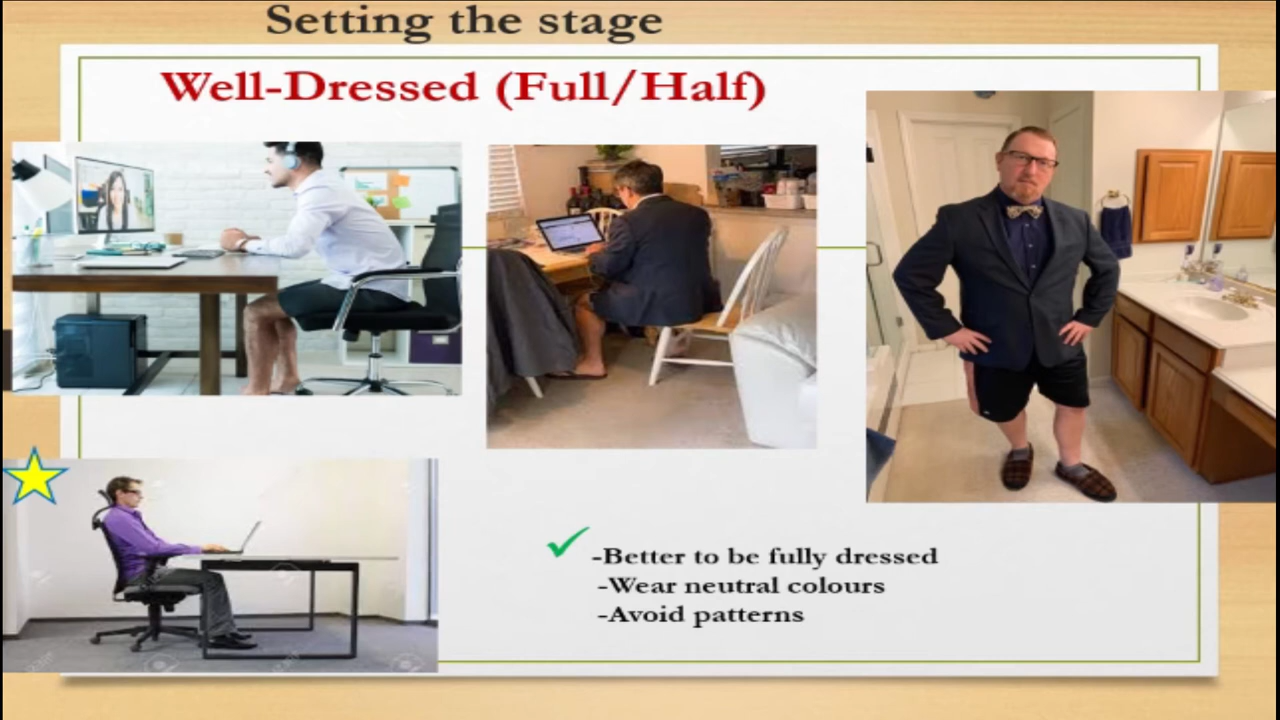 Setting the stage
Well-Dressed (Full/Half)
-Better to be fully dressed
-Wear neutral colours
-Avoid patterns